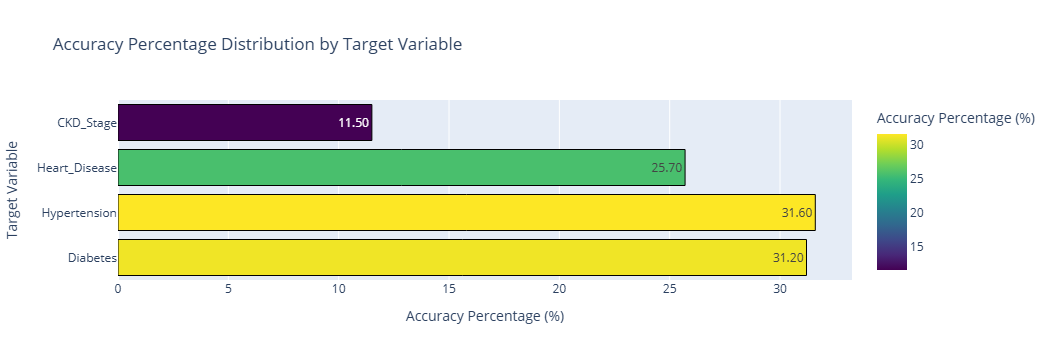 Accuracy Percentage Distribution by Target Variable
Target Variable
CKD_Stage
11.50
Heart_Disease
25.70
Hypertension
31.60
Diabetes
31.20
0 5 10 15 20 25 30
Accuracy Percentage (%)
Accuracy Percentage (%)
30
25
20
15